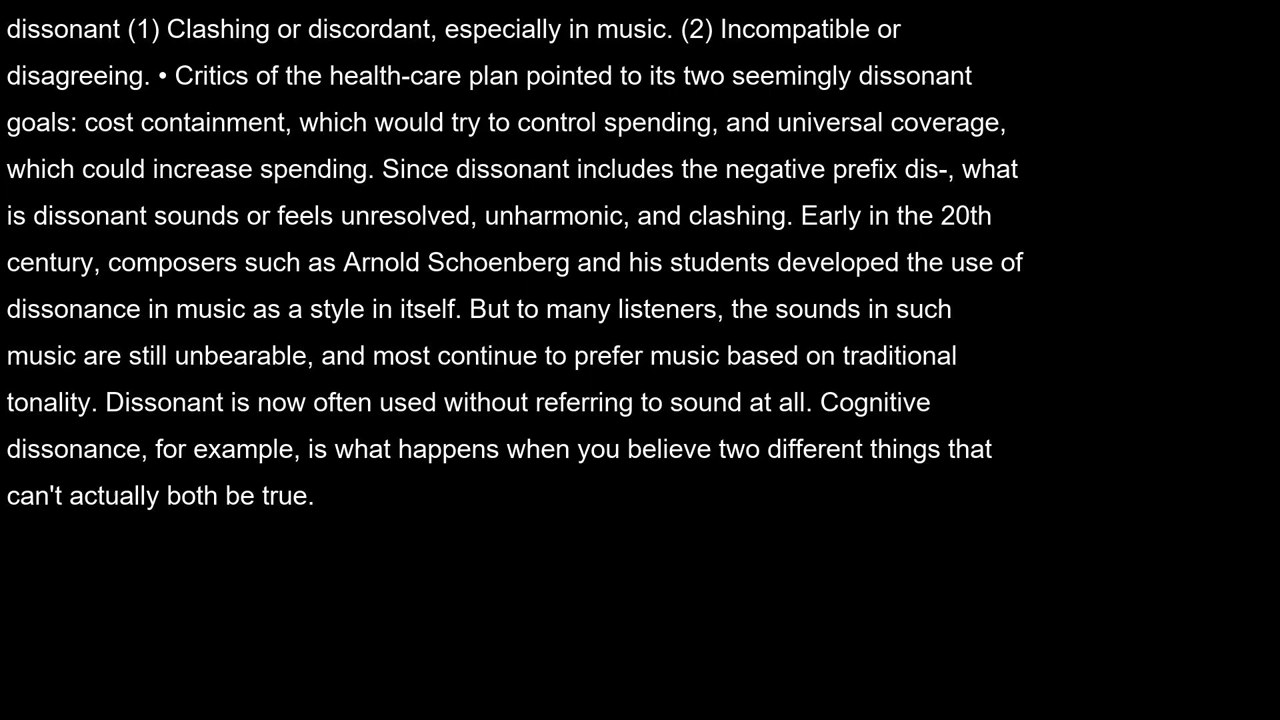 dissonant (1) Clashing or discordant, especially in music. (2) Incompatible or
disagreeing. • Critics of the health-care plan pointed to its two seemingly dissonant
goals: cost containment, which would try to control spending, and universal coverage,
which could increase spending. Since dissonant includes the negative prefix dis-, what
is dissonant sounds or feels unresolved, unharmonic, and clashing. Early in the 20th
century, composers such as Arnold Schoenberg and his students developed the use of
dissonance in music as a style in itself. But to many listeners, the sounds in such
music are still unbearable, and most continue to prefer music based on traditional
tonality. Dissonant is now often used without referring to sound at all. Cognitive
dissonance, for example, is what happens when you believe two different things that
can't actually both be true.